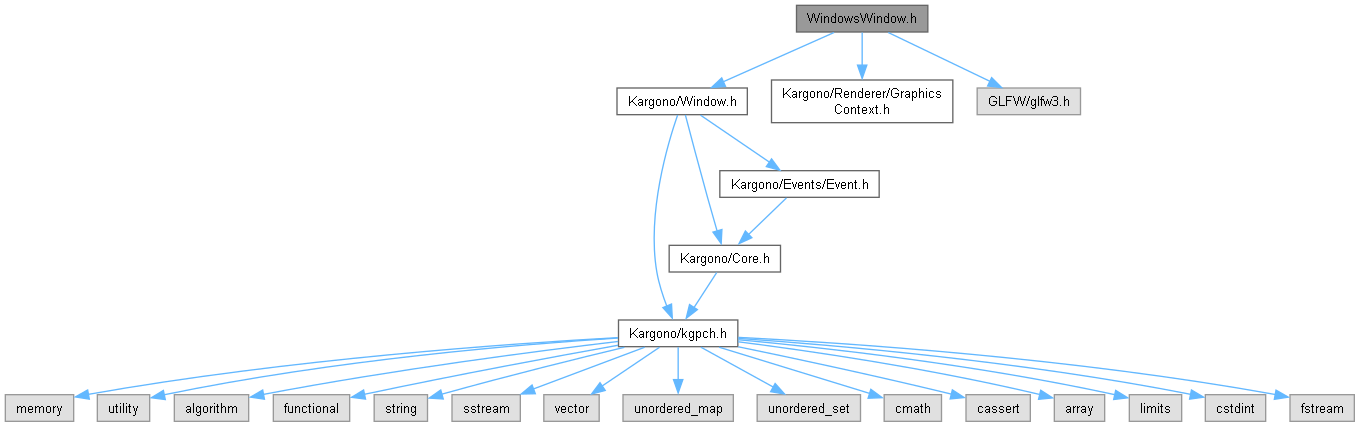 WindowsWindow.h
Kargono/Window.h
Kargono/Renderer/Graphics
Context.h
GLFW/glfw3.h
Kargono/Events/Event.h
Kargono/Core.h
Kargono/kgpch.h
memory
utility
algorithm
functional
string
sstream
vector
unordered_map
unordered_set
cmath
cassert
array
limits
cstdint
fstream